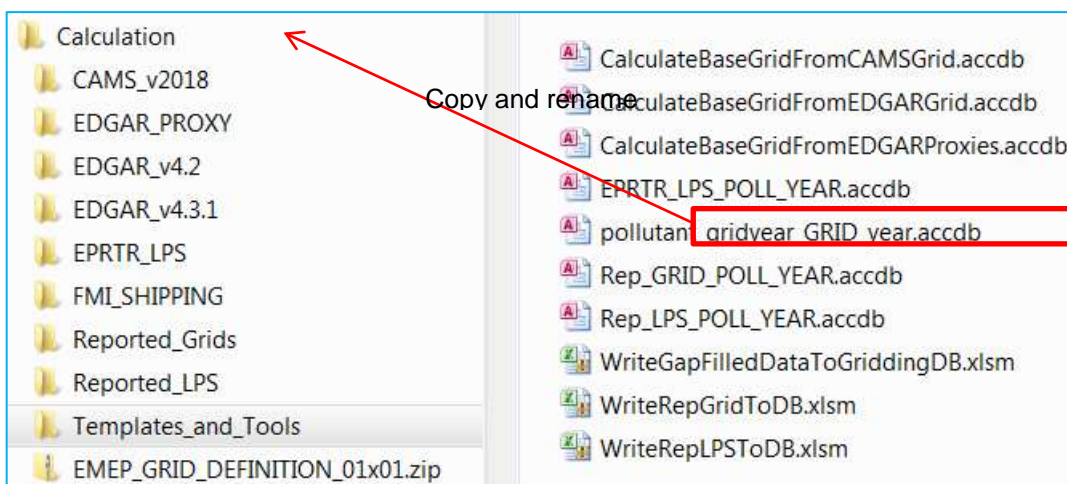 Calculation
CAMS_v2018
EDGAR_PROXY
EDGAR_v4.2
EDGAR_v4.3.1
EPRTR_LPS
FMI_SHIPPING
Reported_Grids
Reported_LPS
Templates_and_Tools
EMEP_GRID_DEFINITION_01x01.zip
Copy and rename
CalculateBaseGridFromCAMSGrid.accdb
CalculateBaseGridFromEDGARGrid.accdb
CalculateBaseGridFromEDGARProxies.accdb
EPRTR_LPS_POLL_YEAR.accdb
pollutant_gridyear_GRID_year.accdb
Rep_GRID_POLL_YEAR.accdb
Rep_LPS_POLL_YEAR.accdb
WriteGapFilledDataToGriddingDB.xlsm
WriteRepGridToDB.xlsm
WriteRepLPSToDB.xlsm